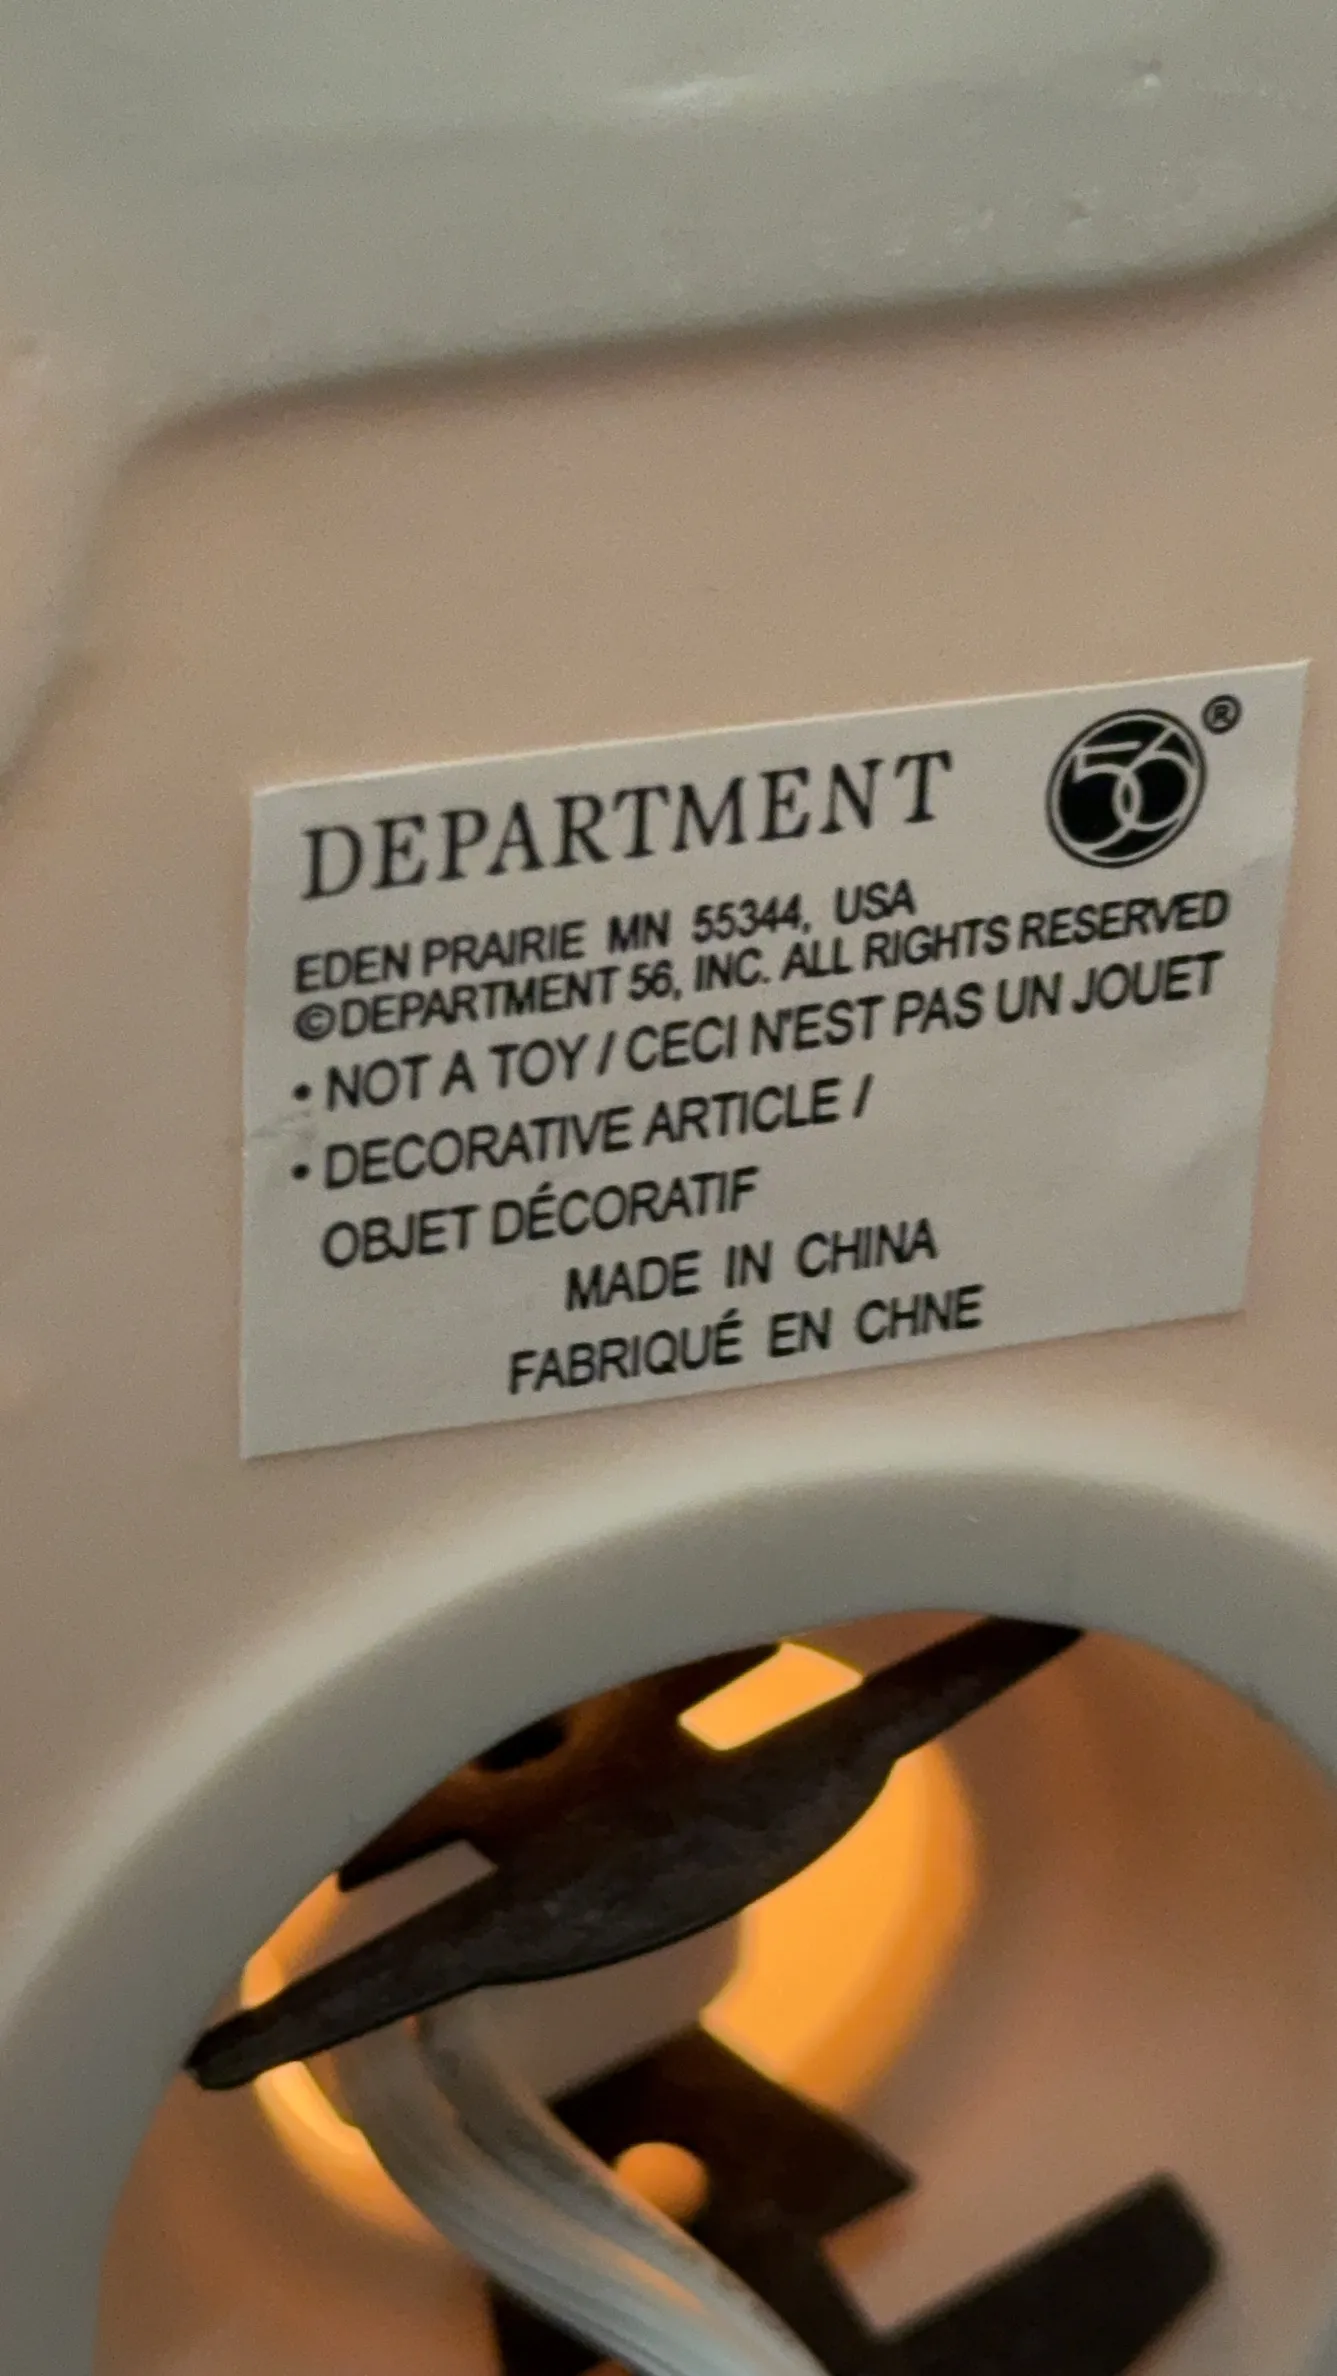 DEPARTMENT 56®
EDEN PRAIRIE MN 55344, USA
©DEPARTMENT 56, INC. ALL RIGHTS RESERVED
• NOT A TOY / CECI N'EST PAS UN JOUET
• DECORATIVE ARTICLE /
OBJET DÉCORATIF
MADE IN CHINA
FABRIQUÉ EN CHNE